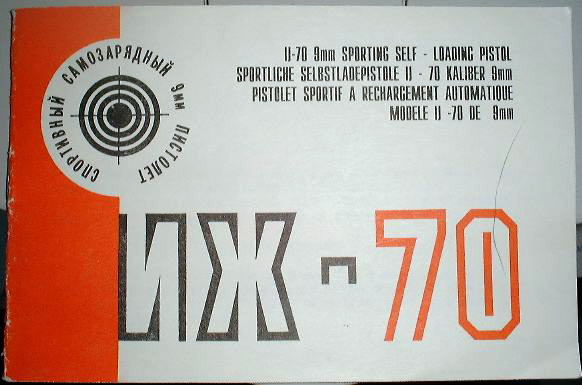 СПОРТИВНЫЙ САМОЗАРЯДНЫЙ 9мм ПИСТОЛЕТ
IJ-70 9mm SPORTING SELF - LOADING PISTOL
SPORTLICHE SELBSTLADEPISTOLE IJ - 70 KALIBER 9mm
PISTOLET SPORTIF A RECHARGEMENT AUTOMATIQUE
MODELE IJ -70 DE 9mm
ИЖ-70